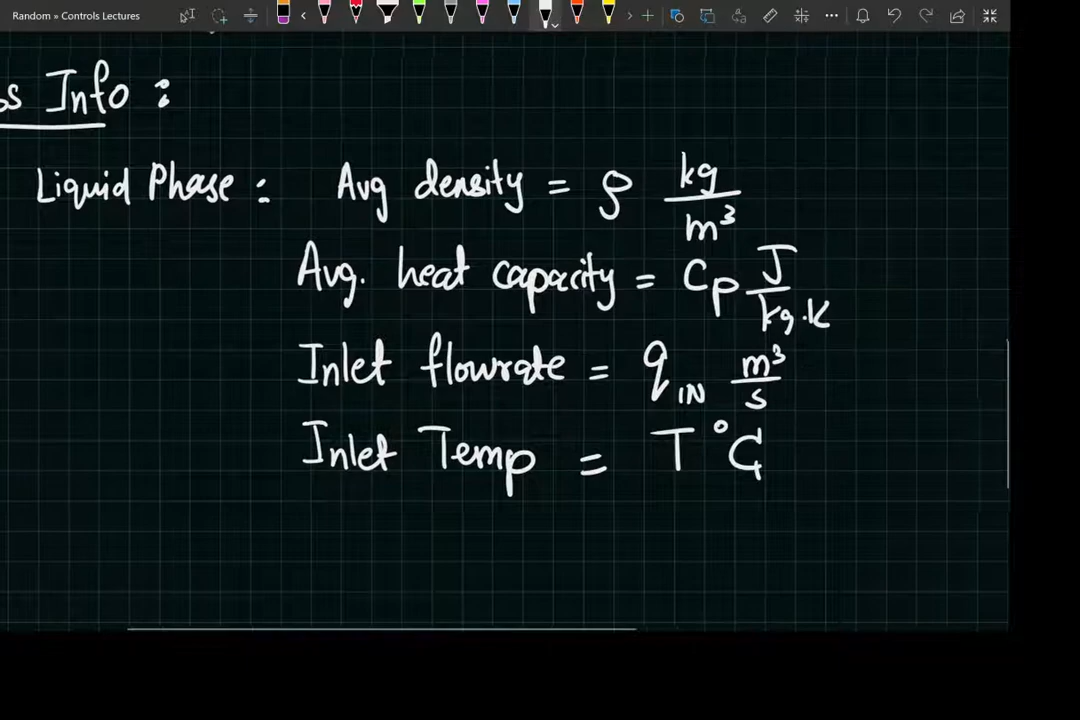 Random » Controls Lectures
s Info :
Liquid Phase : Avg density = ρ kg/m³
Avg. heat capacity = Cp J/kg.K
Inlet flowrate = q_IN m³/s
Inlet Temp = T °C